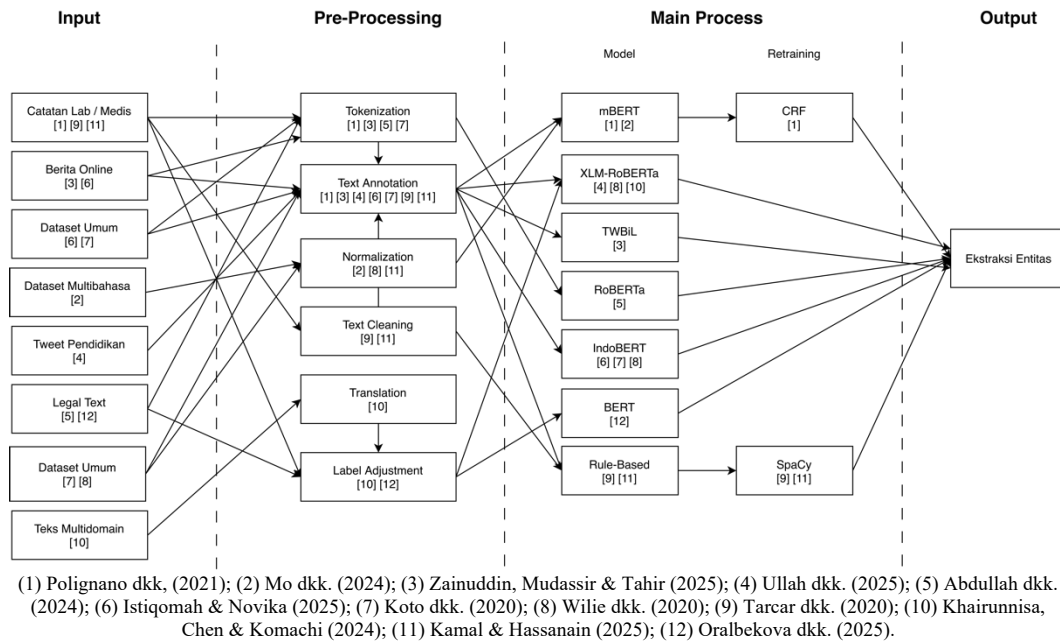 Input
Pre-Processing
Main Process
Output
Model
Retraining
Catatan Lab / Medis
[1] [9] [11]
Berita Online
[3] [6]
Dataset Umum
[6] [7]
Dataset Multibahasa
[2]
Tweet Pendidikan
[4]
Legal Text
[5] [12]
Dataset Umum
[7] [8]
Teks Multidomain
[10]
Tokenization
[1] [3] [5] [7]
Text Annotation
[1] [3] [4] [6] [7] [9] [11]
Normalization
[2] [8] [11]
Text Cleaning
[9] [11]
Translation
[10]
Label Adjustment
[10] [12]
mBERT
[1] [2]
XLM-RoBERTa
[4] [8] [10]
TWBiL
[3]
RoBERTa
[5]
IndoBERT
[6] [7] [8]
BERT
[12]
Rule-Based
[9] [11]
CRF
[1]
SpaCy
[9] [11]
Ekstraksi Entitas
(1) Polignano dkk, (2021); (2) Mo dkk. (2024); (3) Zainuddin, Mudassir & Tahir (2025); (4) Ullah dkk. (2025); (5) Abdullah dkk.
(2024); (6) Istiqomah & Novika (2025); (7) Koto dkk. (2020); (8) Wilie dkk. (2020); (9) Tarcar dkk. (2020); (10) Khairunnisa,
Chen & Komachi (2024); (11) Kamal & Hassanain (2025); (12) Oralbekova dkk. (2025).